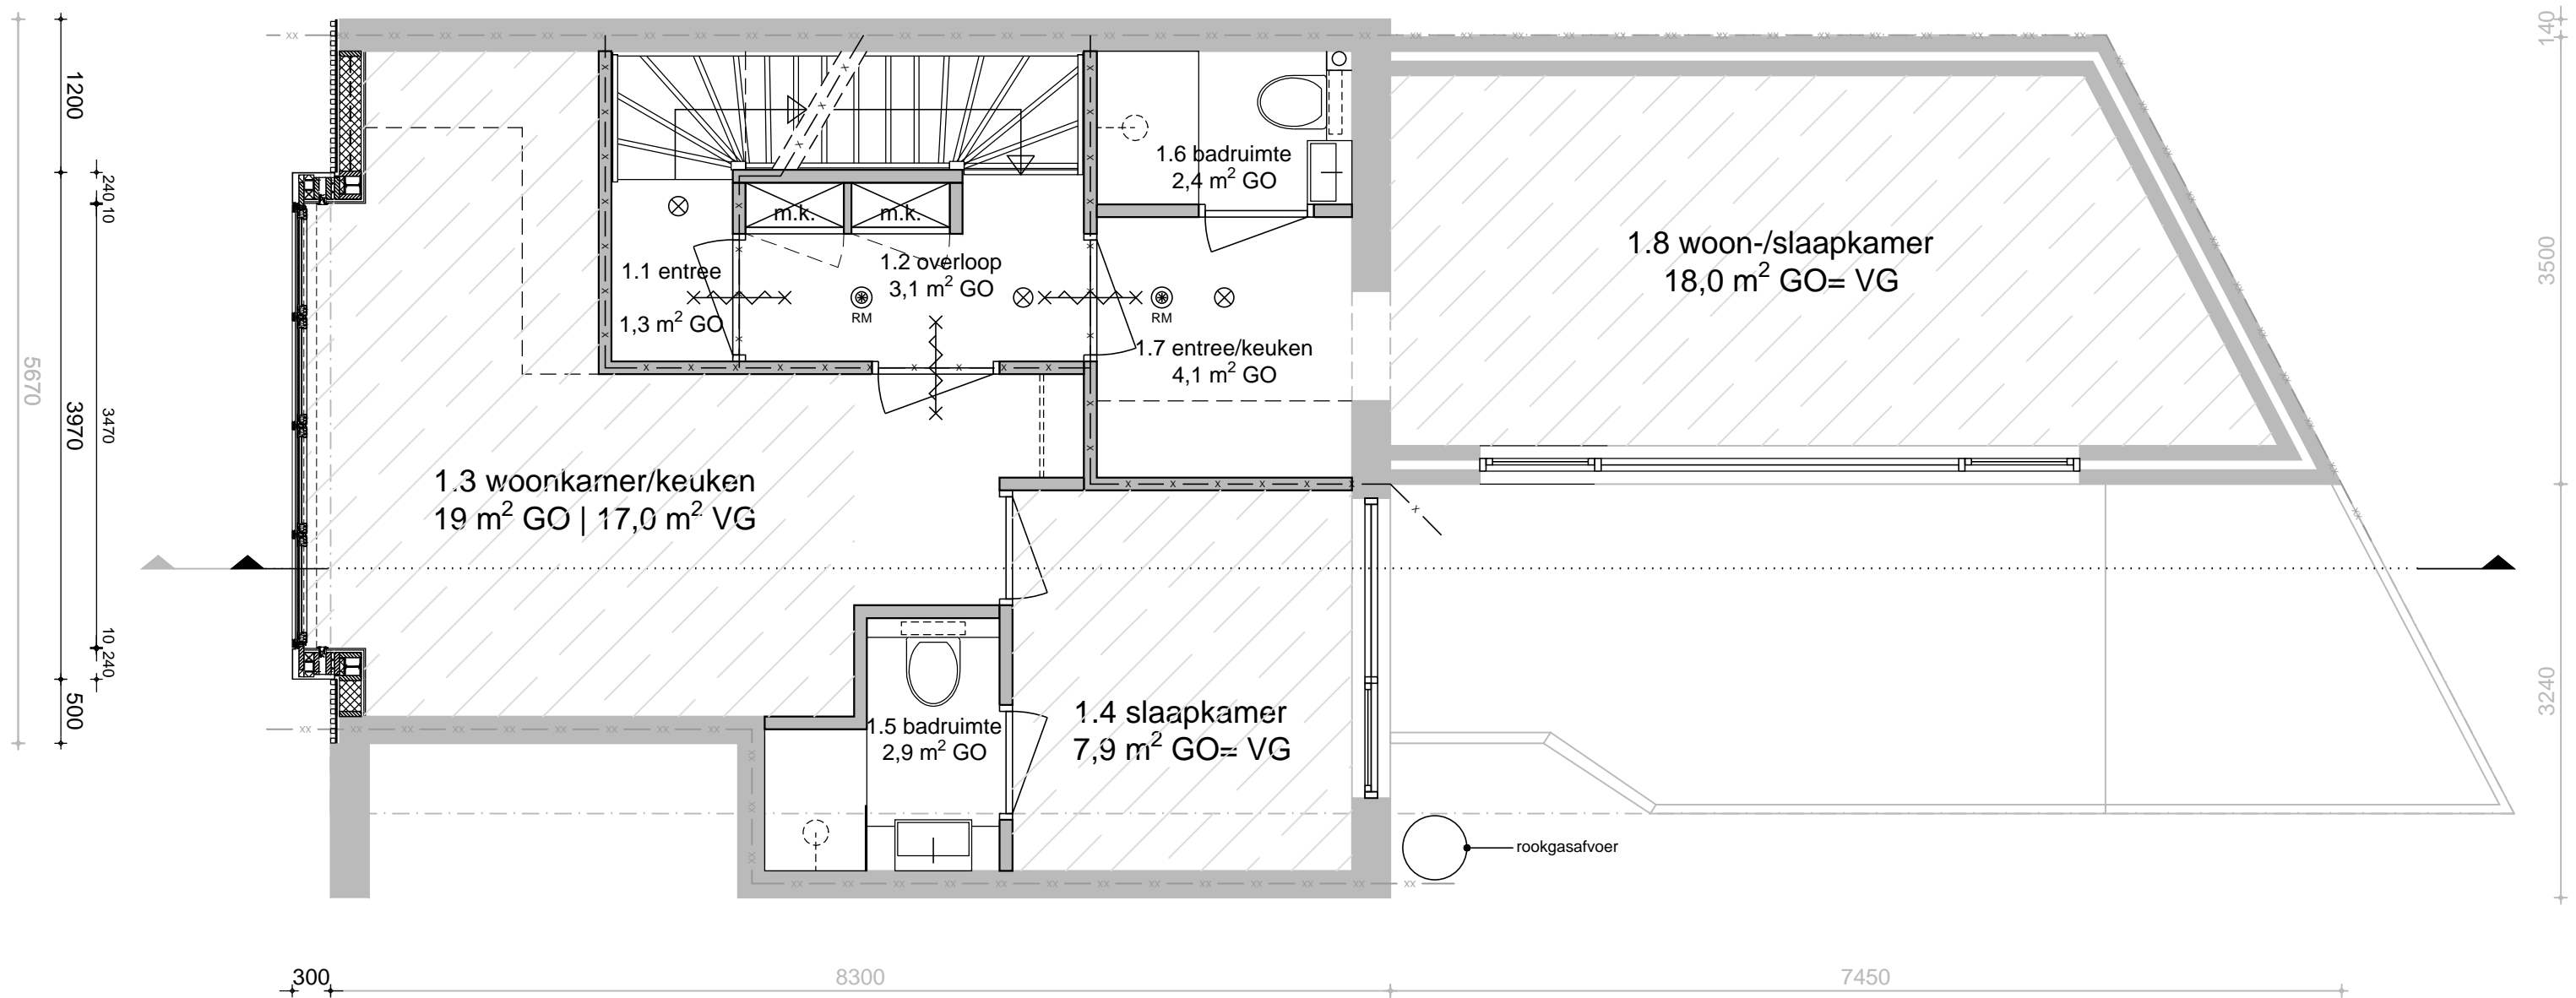 140
1200
240
10
3470
10
240
3970
500
5670
3500
3240
1.6 badruimte
2,4 m² GO
m.k.
m.k.
1.1 entree
1,3 m² GO
1.2 overloop
3,1 m² GO
RM
RM
1.7 entree/keuken
4,1 m² GO
1.8 woon-/slaapkamer
18,0 m² GO= VG
1.3 woonkamer/keuken
19 m² GO | 17,0 m² VG
1.5 badruimte
2,9 m² GO
1.4 slaapkamer
7,9 m² GO= VG
rookgasafvoer
300
8300
7450